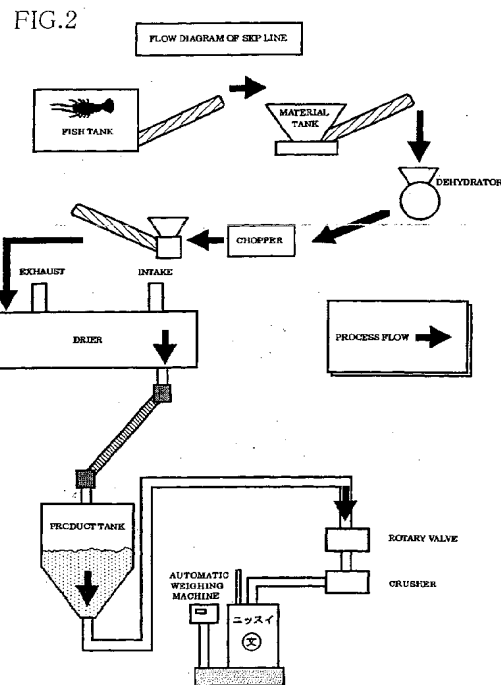 FIG.2
FLOW DIAGRAM OF SKP LINE
FISH TANK
MATERIAL
TANK
DEHYDRATOR
CHOPPER
EXHAUST
INTAKE
DRIER
PROCESS FLOW
PRODUCT TANK
ROTARY VALVE
AUTOMATIC
WEIGHING
MACHINE
CRUSHER
ニッスイ
文